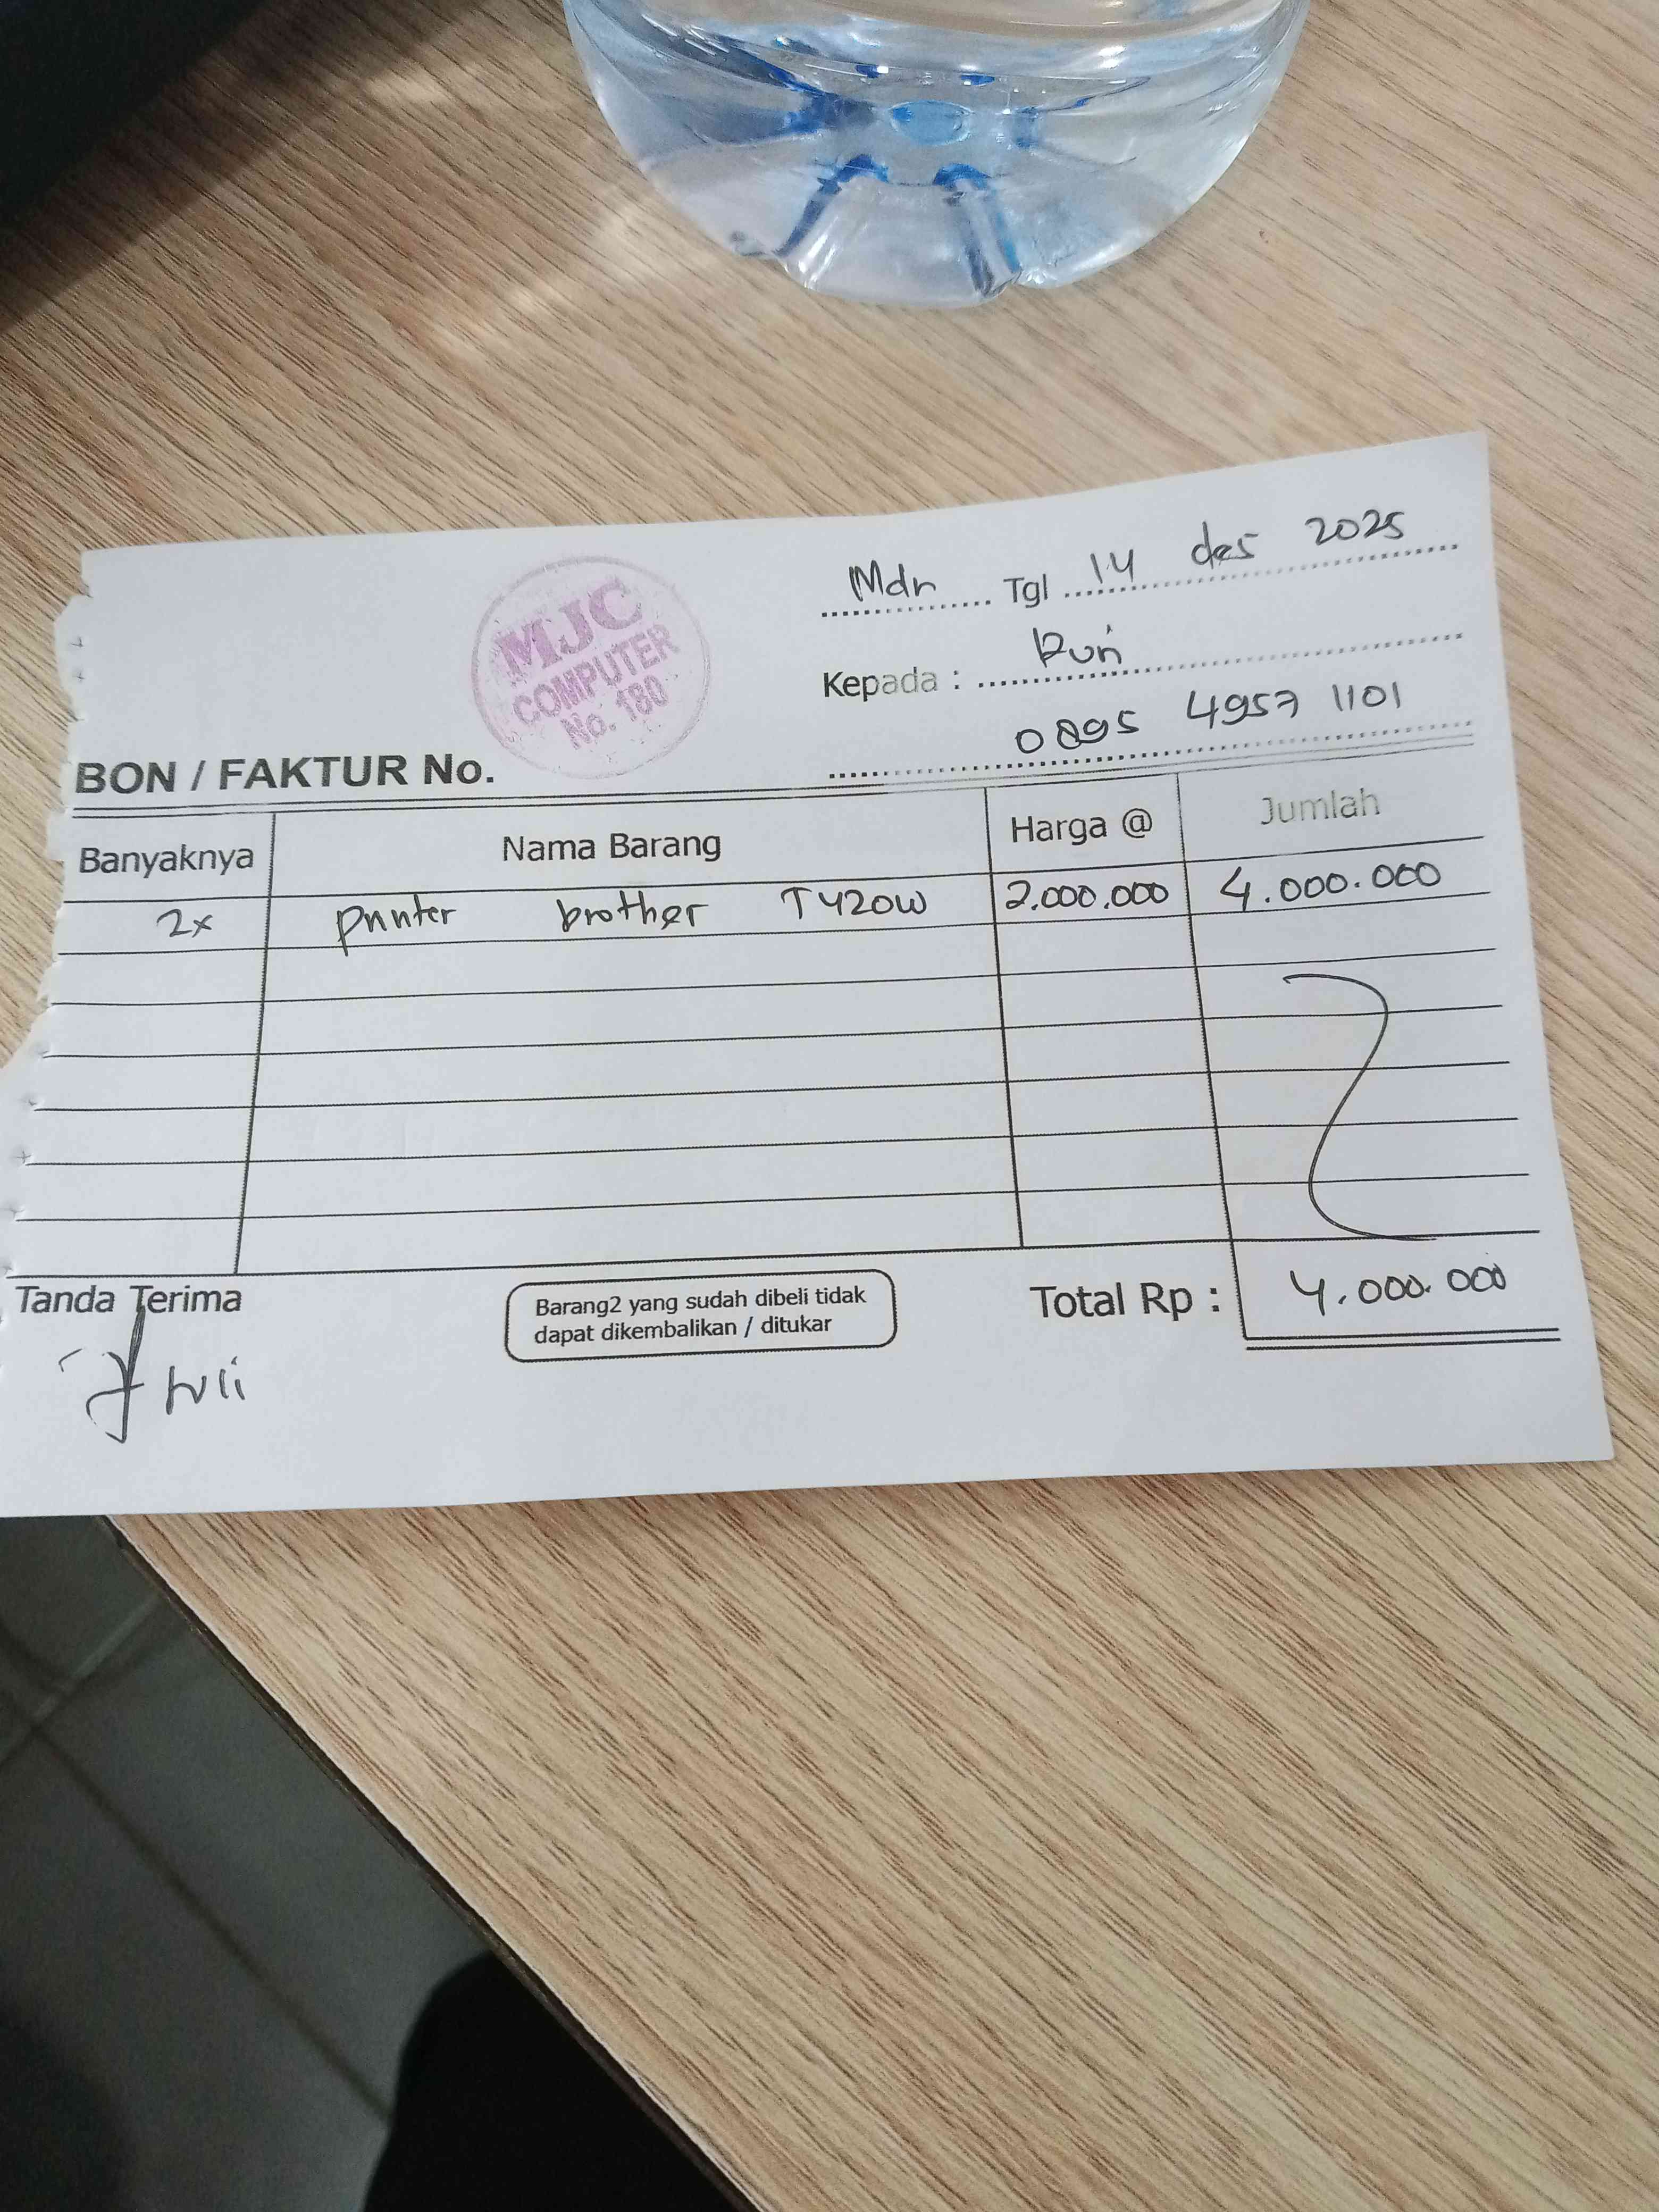 MJC
COMPUTER
No. 180
Mdn Tgl 14 des 2025
Kepada :
0895 4957 1101
BON / FAKTUR No.
Banyaknya Nama Barang Harga @ Jumlah
2x printer brother T420W 2.000.000 4.000.000
Tanda Terima
Barang2 yang sudah dibeli tidak
dapat dikembalikan / ditukar
Total Rp : 4.000.000